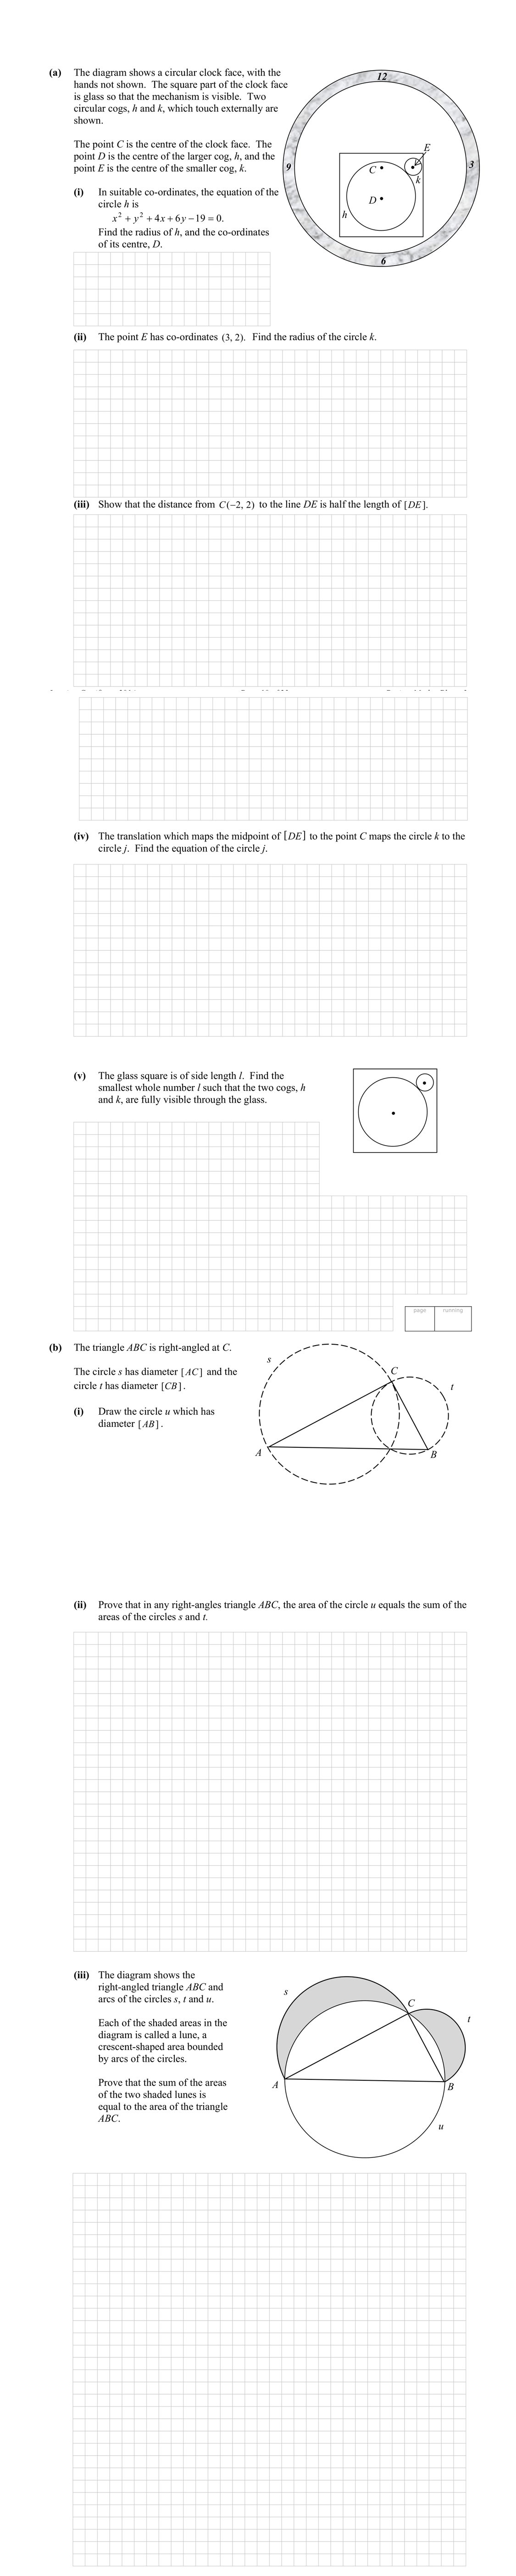 (a) The diagram shows a circular clock face, with the
hands not shown. The square part of the clock face
is glass so that the mechanism is visible. Two
circular cogs, h and k, which touch externally are
shown.
The point C is the centre of the clock face. The
point D is the centre of the larger cog, h, and the
point E is the centre of the smaller cog, k.
12
9
3
6
E
C
k
D
h
(i) In suitable co-ordinates, the equation of the
circle h is
x² + y² + 4x + 6y − 19 = 0.
Find the radius of h, and the co-ordinates
of its centre, D.
(ii) The point E has co-ordinates (3, 2). Find the radius of the circle k.
(iii) Show that the distance from C(−2, 2) to the line DE is half the length of [DE].
(iv) The translation which maps the midpoint of [DE] to the point C maps the circle k to the
circle j. Find the equation of the circle j.
(v) The glass square is of side length l. Find the
smallest whole number l such that the two cogs, h
and k, are fully visible through the glass.
page running
(b) The triangle ABC is right-angled at C.
The circle s has diameter [AC] and the
circle t has diameter [CB].
(i) Draw the circle u which has
diameter [AB].
s
C
t
A
B
(ii) Prove that in any right-angles triangle ABC, the area of the circle u equals the sum of the
areas of the circles s and t.
(iii) The diagram shows the
right-angled triangle ABC and
arcs of the circles s, t and u.
Each of the shaded areas in the
diagram is called a lune, a
crescent-shaped area bounded
by arcs of the circles.
Prove that the sum of the areas
of the two shaded lunes is
equal to the area of the triangle
ABC.
s
C
t
A
B
u